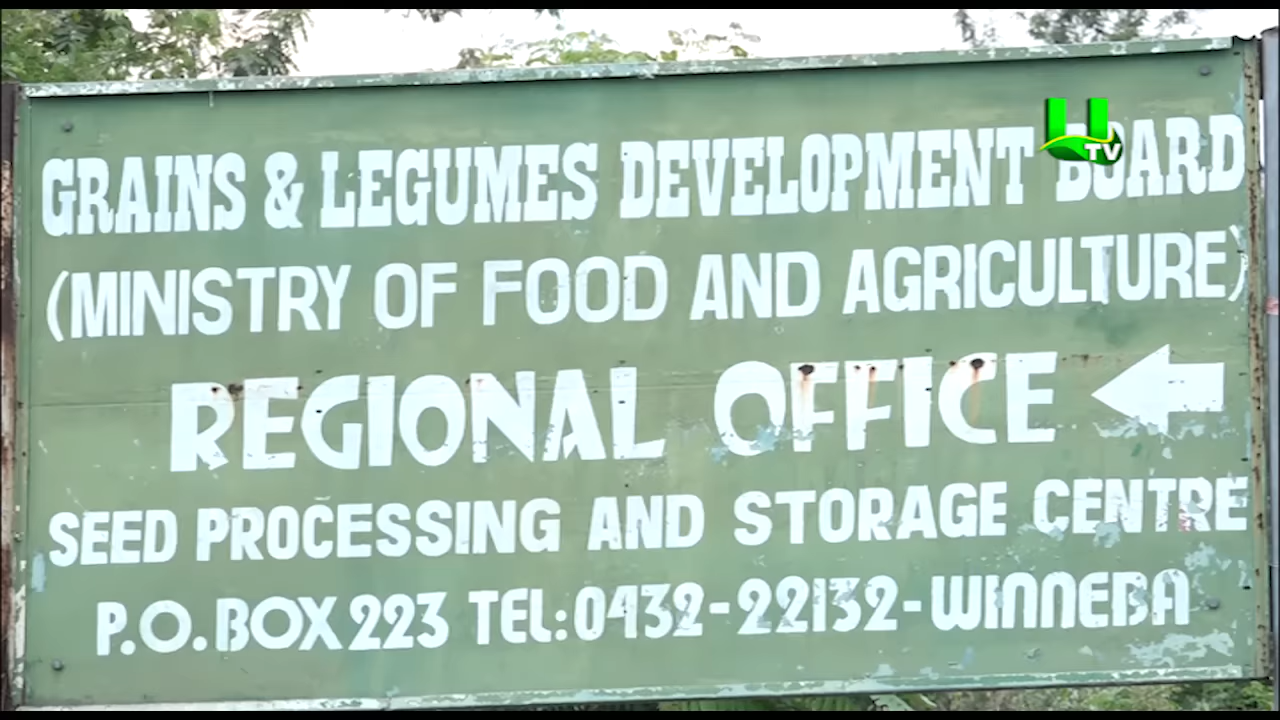 GRAINS & LEGUMES DEVELOPMENT BOARD
(MINISTRY OF FOOD AND AGRICULTURE)
REGIONAL OFFICE
SEED PROCESSING AND STORAGE CENTRE
P.O. BOX 223 TEL:0432-22132-WINNEBA
UTV